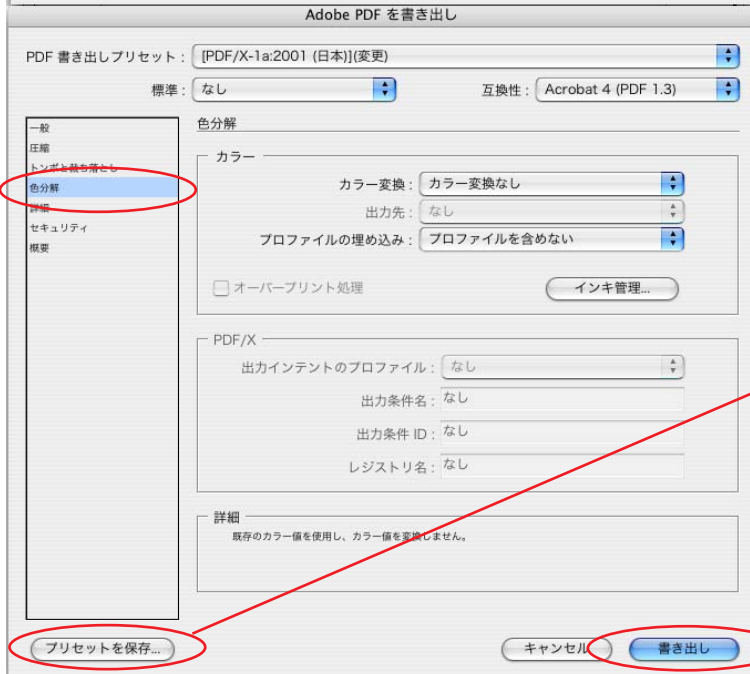 Adobe PDF を書き出し
PDF 書き出しプリセット : [PDF/X-1a:2001 (日本)](変更)
標準 : なし 互換性 : Acrobat 4 (PDF 1.3)
一般
圧縮
トンボと裁ち落とし
色分解
詳細
セキュリティ
概要
色分解
カラー
カラー変換 : カラー変換なし
出力先 : なし
プロファイルの埋め込み : プロファイルを含めない
オーバープリント処理 インキ管理...
PDF/X
出力インテントのプロファイル : なし
出力条件名 : なし
出力条件 ID : なし
レジストリ名 : なし
詳細
既存のカラー値を使用し、カラー値を変換しません。
プリセットを保存... キャンセル 書き出し